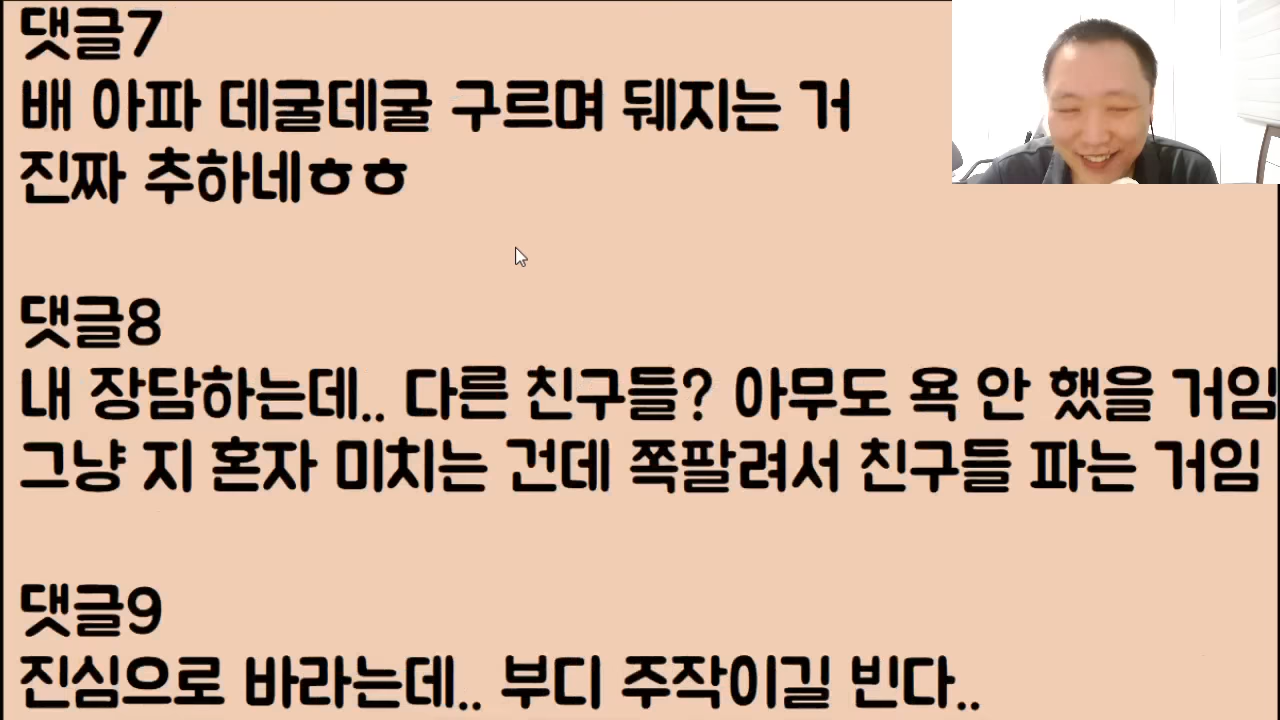 댓글7
배 아파 데굴데굴 구르며 뒈지는 거
진짜 추하네ㅎㅎ
댓글8
내 장담하는데.. 다른 친구들? 아무도 욕 안 했을 거임
그냥 지 혼자 미치는 건데 쪽팔려서 친구들 파는 거임
댓글9
진심으로 바라는데.. 부디 주작이길 빈다..